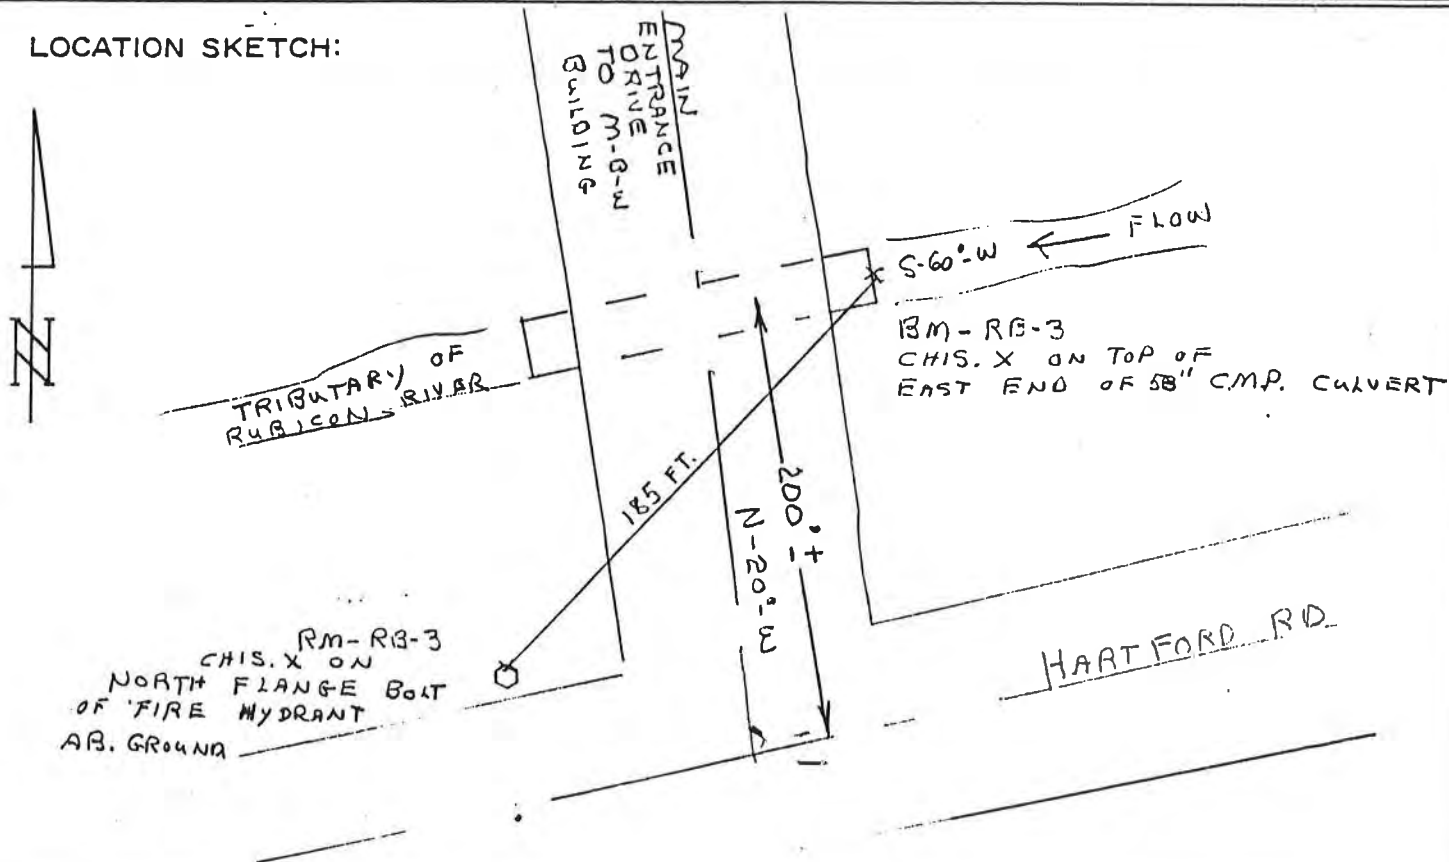 LOCATION SKETCH:
MAIN
ENTRANCE
DRIVE
TO M-B-E
BUILDING
N
S-60°-W
FLOW
BM-RB-3
CHIS. X ON TOP OF
EAST END OF 58" C.M.P. CULVERT
TRIBUTARY OF
RUBICON RIVER
185 FT.
200' ±
N-20°-E
RM-RB-3
CHIS. X ON
NORTH FLANGE BOLT
OF FIRE HYDRANT
AB. GROUND
HARTFORD RD